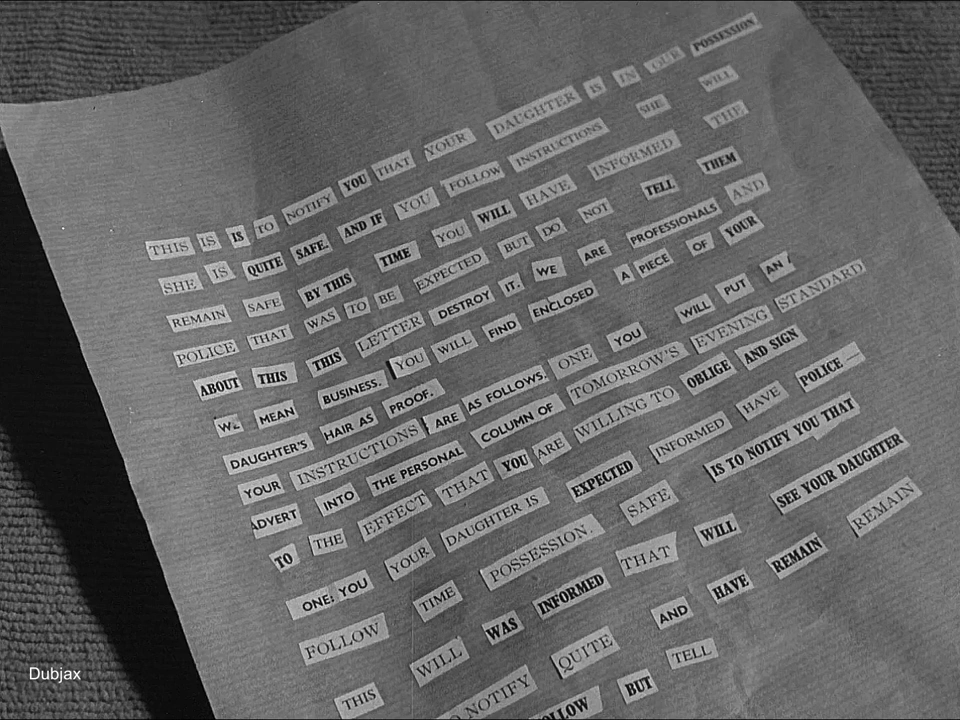 THIS IS IS TO NOTIFY YOU THAT YOUR DAUGHTER IS IN OUR POSSESSION
SHE IS QUITE SAFE. AND IF YOU FOLLOW INSTRUCTIONS SHE WILL
REMAIN SAFE BY THIS TIME YOU WILL HAVE INFORMED THE
POLICE THAT WAS TO BE EXPECTED BUT DO NOT TELL THEM
ABOUT THIS THIS LETTER DESTROY IT. WE ARE PROFESSIONALS AND
WE MEAN BUSINESS. YOU WILL FIND ENCLOSED A PIECE OF YOUR
DAUGHTER'S HAIR AS PROOF.
YOUR INSTRUCTIONS ARE AS FOLLOWS. ONE YOU WILL PUT AN
ADVERT INTO THE PERSONAL COLUMN OF TOMORROW'S EVENING STANDARD
TO THE EFFECT THAT YOU ARE WILLING TO OBLIGE AND SIGN
ONE; YOU YOUR DAUGHTER IS EXPECTED INFORMED HAVE POLICE —
FOLLOW TIME POSSESSION. SAFE IS TO NOTIFY YOU THAT
THIS WILL WAS INFORMED THAT WILL SEE YOUR DAUGHTER
O NOTIFY QUITE AND HAVE REMAIN REMAIN
OLLOW BUT TELL
Dubjax